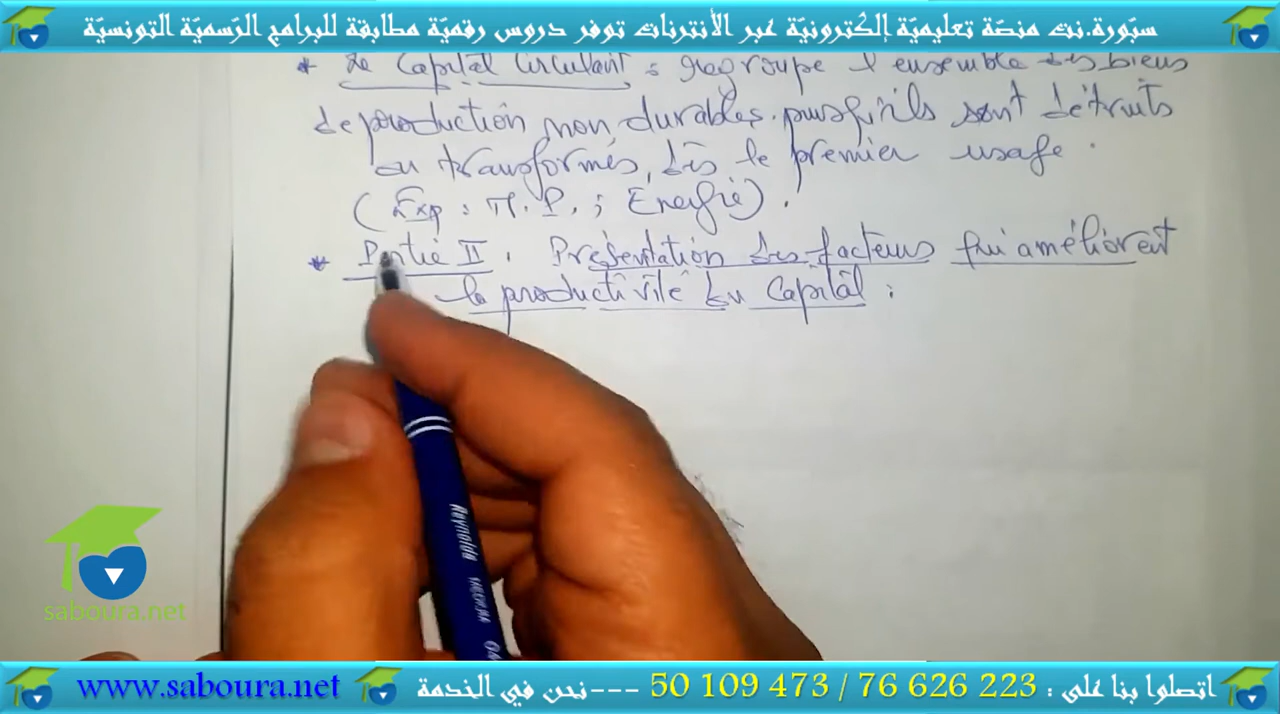 سبّورة.نت منصّة تعليميّة إلكترونيّة عبر الأنترنات توفر دروس رقميّة مطابقة للبرامج الرّسميّة التونسيّة
* Le Capital Circulant : regroupe l'ensemble des biens
de production non durables. puisqu'ils sont détruits
ou transformés, dès le premier usage.
(Exp : M.P. ; Energie).
* Partie II. Présentation des facteurs qui améliorent
la productivité du Capital :
Reynolds
saboura.net
www.saboura.net اتصلوا بنا على : 223 626 76 / 473 109 50 ---نحن في الخدمة